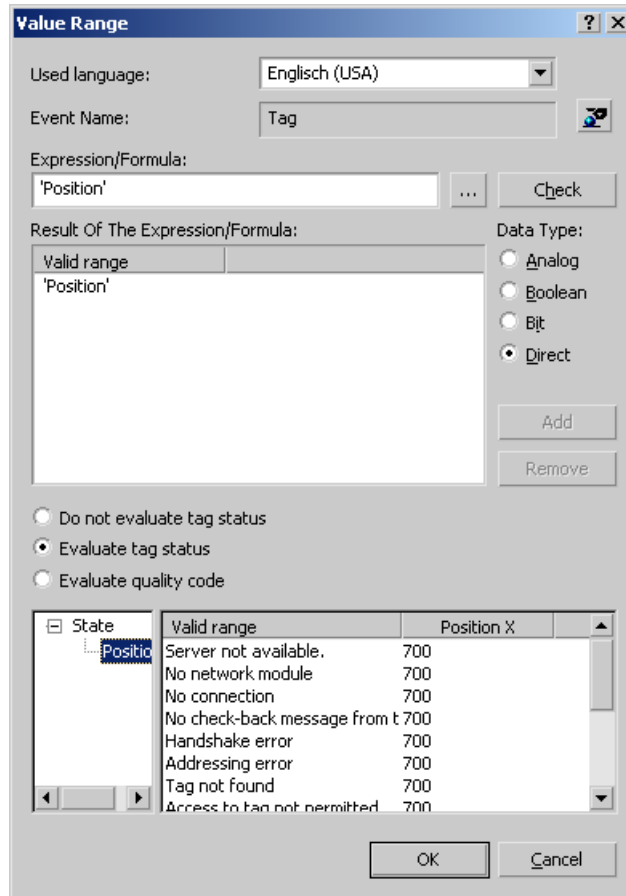 Value Range
Used language:
Englisch (USA)
Event Name:
Tag
Expression/Formula:
'Position'
...
Check
Result Of The Expression/Formula:
Data Type:
Valid range
'Position'
Analog
Boolean
Bit
Direct
Add
Remove
Do not evaluate tag status
Evaluate tag status
Evaluate quality code
State
Positio
Valid range Position X
Server not available. 700
No network module 700
No connection 700
No check-back message from t 700
Handshake error 700
Addressing error 700
Tag not found 700
Access to tag not permitted 700
OK
Cancel